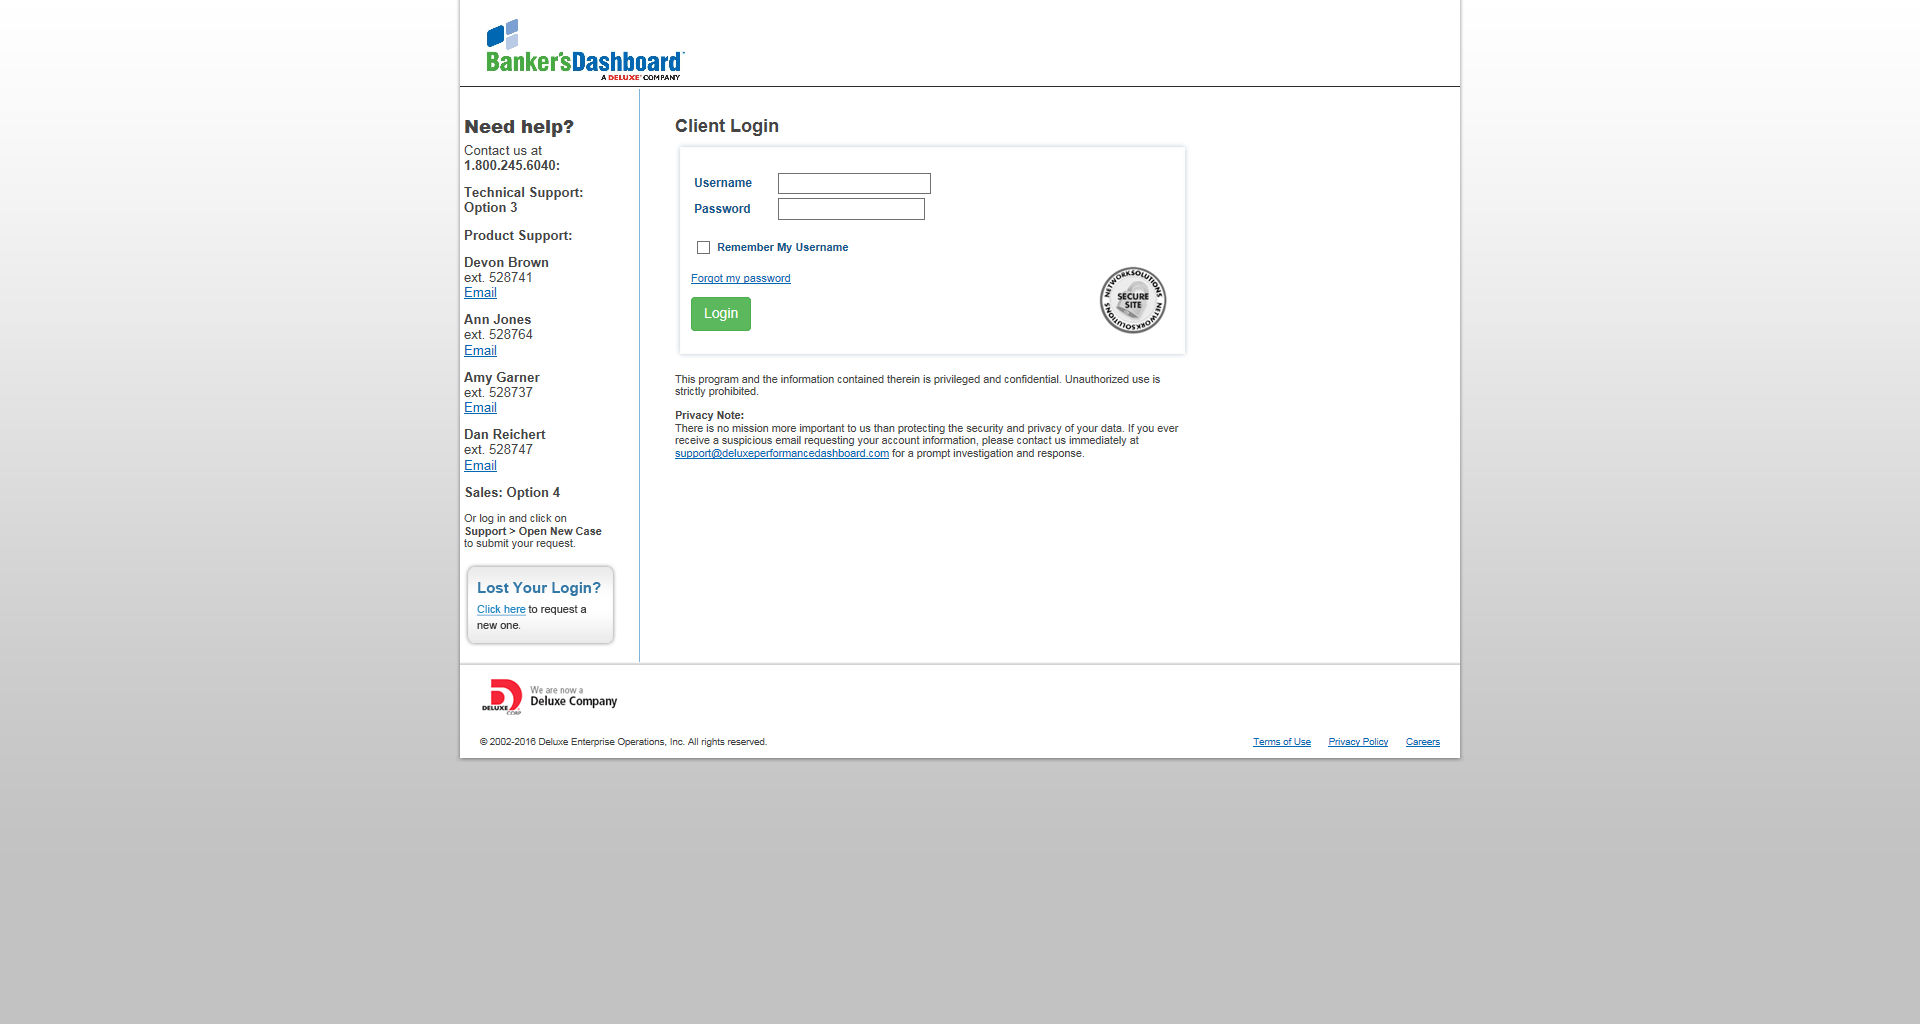 Banker'sDashboard
A DELUXE COMPANY
Need help?
Contact us at
1.800.245.6040:
Technical Support:
Option 3
Product Support:
Devon Brown
ext. 528741
Email
Ann Jones
ext. 528764
Email
Amy Garner
ext. 528737
Email
Dan Reichert
ext. 528747
Email
Sales: Option 4
Or log in and click on
Support > Open New Case
to submit your request.
Lost Your Login?
Click here to request a
new one.
Client Login
Username
Password
Remember My Username
Forgot my password
Login
NETWORKSOLUTIONS
SECURE
SITE
NETWORKSOLUTIONS
This program and the information contained therein is privileged and confidential. Unauthorized use is
strictly prohibited.
Privacy Note:
There is no mission more important to us than protecting the security and privacy of your data. If you ever
receive a suspicious email requesting your account information, please contact us immediately at
support@deluxeperformancedashboard.com for a prompt investigation and response.
DELUXE
CORP
We are now a
Deluxe Company
© 2002-2016 Deluxe Enterprise Operations, Inc. All rights reserved.
Terms of Use Privacy Policy Careers